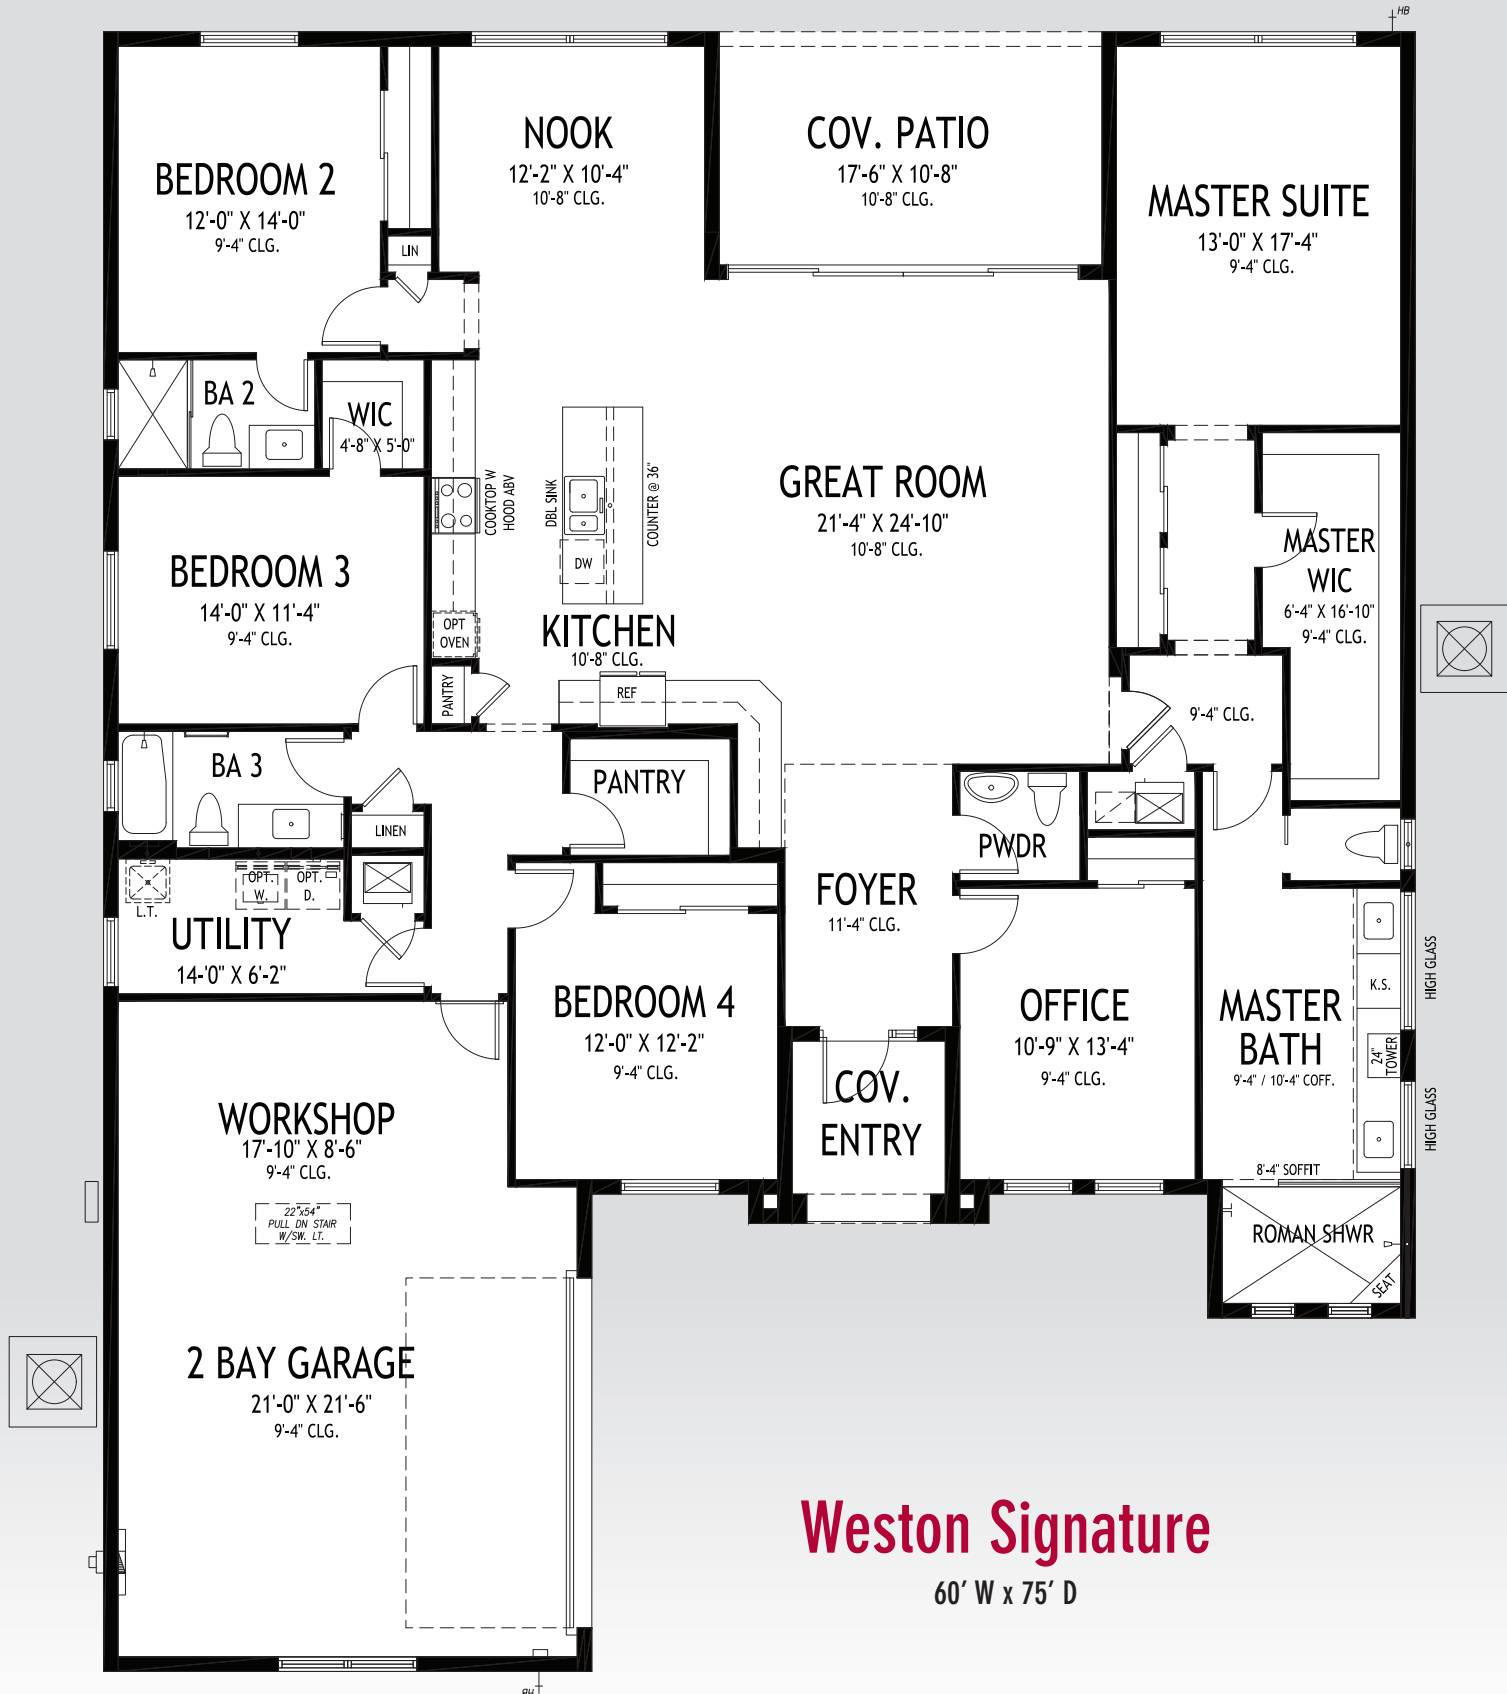 HB
BEDROOM 2
12'-0" X 14'-0"
9'-4" CLG.
LIN
NOOK
12'-2" X 10'-4"
10'-8" CLG.
COV. PATIO
17'-6" X 10'-8"
10'-8" CLG.
MASTER SUITE
13'-0" X 17'-4"
9'-4" CLG.
BA 2
WIC
4'-8" X 5'-0"
COOKTOP W
HOOD ABV
DBL SINK
DW
COUNTER @ 36"
GREAT ROOM
21'-4" X 24'-10"
10'-8" CLG.
MASTER
WIC
6'-4" X 16'-10"
9'-4" CLG.
BEDROOM 3
14'-0" X 11'-4"
9'-4" CLG.
OPT
OVEN
KITCHEN
10'-8" CLG.
PANTRY
REF
9'-4" CLG.
BA 3
LINEN
PANTRY
PWDR
OPT.
W.
OPT.
D.
L.T.
UTILITY
14'-0" X 6'-2"
FOYER
11'-4" CLG.
BEDROOM 4
12'-0" X 12'-2"
9'-4" CLG.
OFFICE
10'-9" X 13'-4"
9'-4" CLG.
MASTER
BATH
9'-4" / 10'-4" COFF.
K.S.
24"
TOWER
HIGH GLASS
HIGH GLASS
8'-4" SOFFIT
COV.
ENTRY
WORKSHOP
17'-10" X 8'-6"
9'-4" CLG.
22"x54"
PULL DN STAIR
W/SW. LT.
ROMAN SHWR
SEAT
2 BAY GARAGE
21'-0" X 21'-6"
9'-4" CLG.
Weston Signature
60' W x 75' D
HB